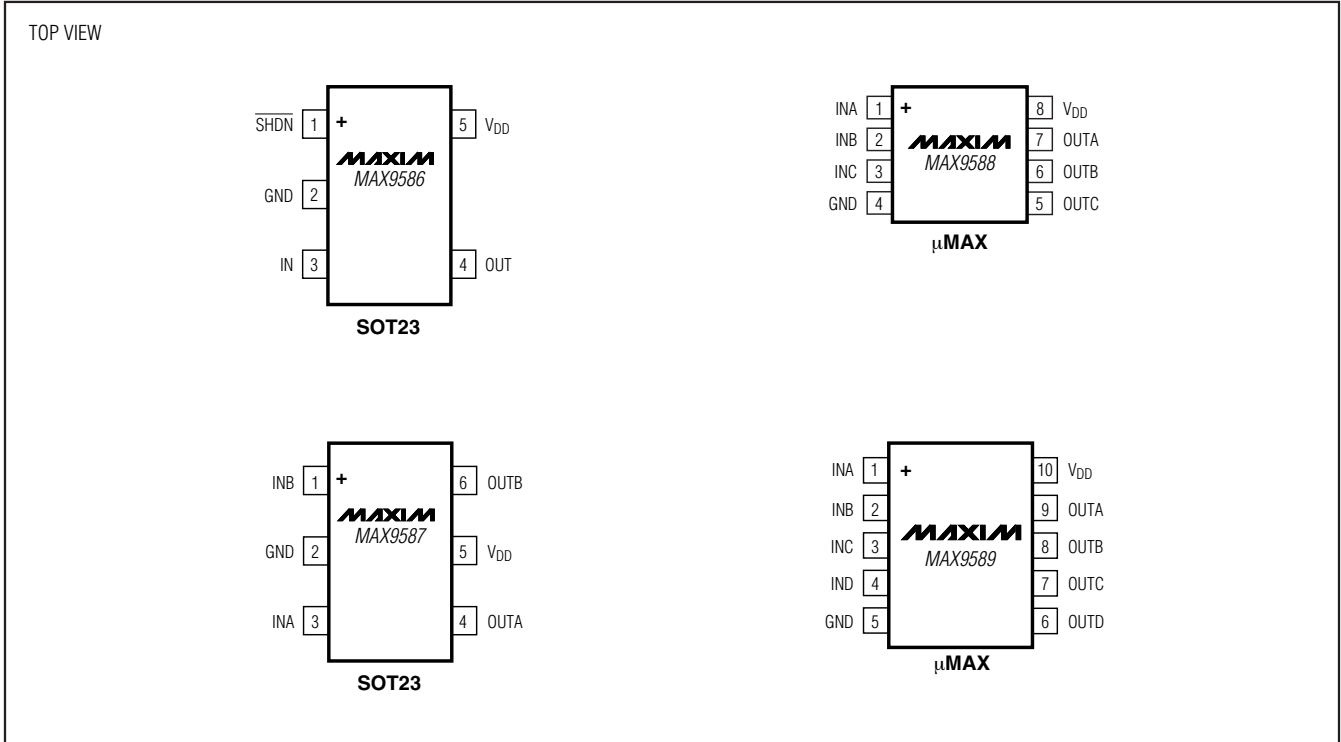 TOP VIEW
SHDN 1 + 5 VDD
MAXIM
MAX9586
GND 2
IN 3 4 OUT
SOT23
INA 1 + 8 VDD
INB 2 MAXIM 7 OUTA
MAX9588
INC 3 6 OUTB
GND 4 5 OUTC
μMAX
INB 1 + 6 OUTB
MAXIM
MAX9587
GND 2 5 VDD
INA 3 4 OUTA
SOT23
INA 1 + 10 VDD
INB 2 9 OUTA
MAXIM
INC 3 8 OUTB
MAX9589
IND 4 7 OUTC
GND 5 6 OUTD
μMAX